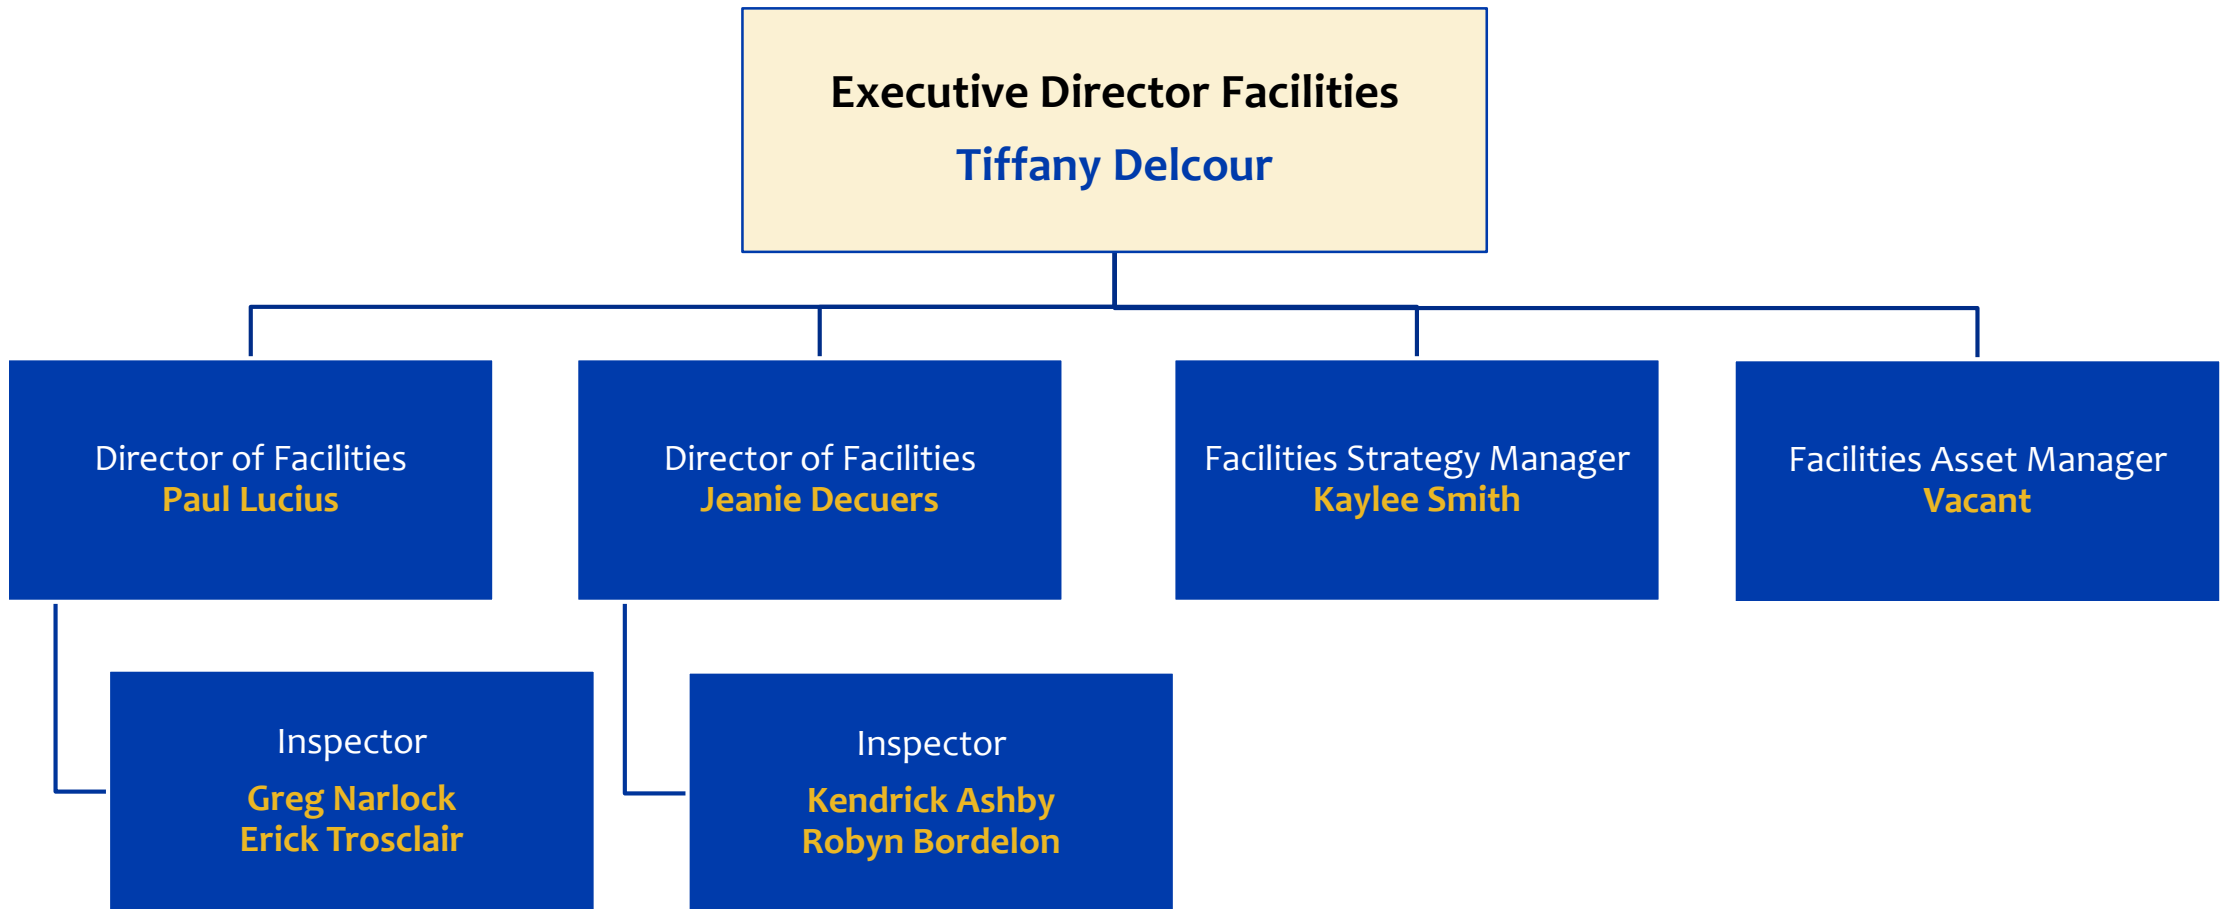 Executive Director Facilities
Tiffany Delcour
Director of Facilities
Paul Lucius
Director of Facilities
Jeanie Decuers
Facilities Strategy Manager
Kaylee Smith
Facilities Asset Manager
Vacant
Inspector
Greg Narlock
Erick Trosclair
Inspector
Kendrick Ashby
Robyn Bordelon